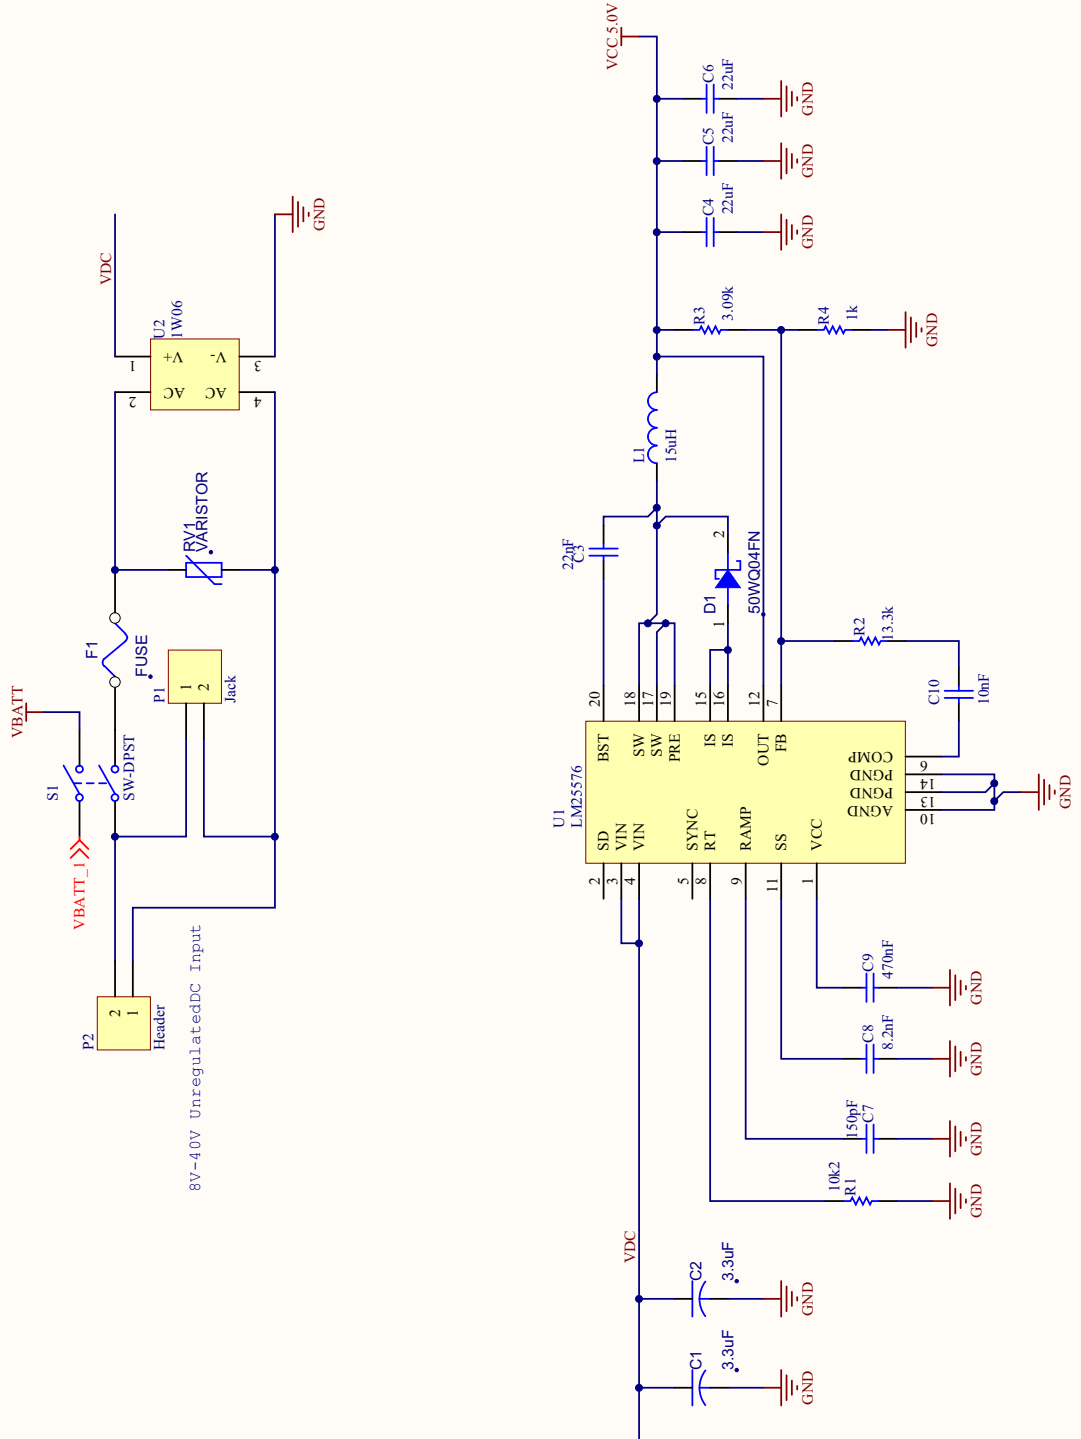 VBATT_1
S1
SW-DPST
VBATT
F1
FUSE
RV1
VARISTOR
P2
2
1
Header
P1
1
2
Jack
8V-40V UnregulatedDC Input
U2
1W06
V+
V-
AC
AC
1
2
3
4
VDC
GND
VDC
C1
3.3uF
GND
C2
3.3uF
GND
U1
LM25576
SD
VIN
VIN
SYNC
RT
RAMP
SS
VCC
2
3
4
5
8
9
11
1
BST
SW
SW
PRE
IS
IS
OUT
FB
20
18
17
19
15
16
12
7
COMP
PGND
PGND
AGND
6
14
13
10
GND
10k2
R1
GND
150pF
C7
GND
C8
8.2nF
GND
C9
470nF
GND
22nF
C3
D1
1
2
50WQ04FN
L1
15uH
R2
13.3k
C10
10nF
R3
3.09k
R4
1k
GND
C4
22uF
GND
C5
22uF
GND
C6
22uF
GND
VCC 5.0V